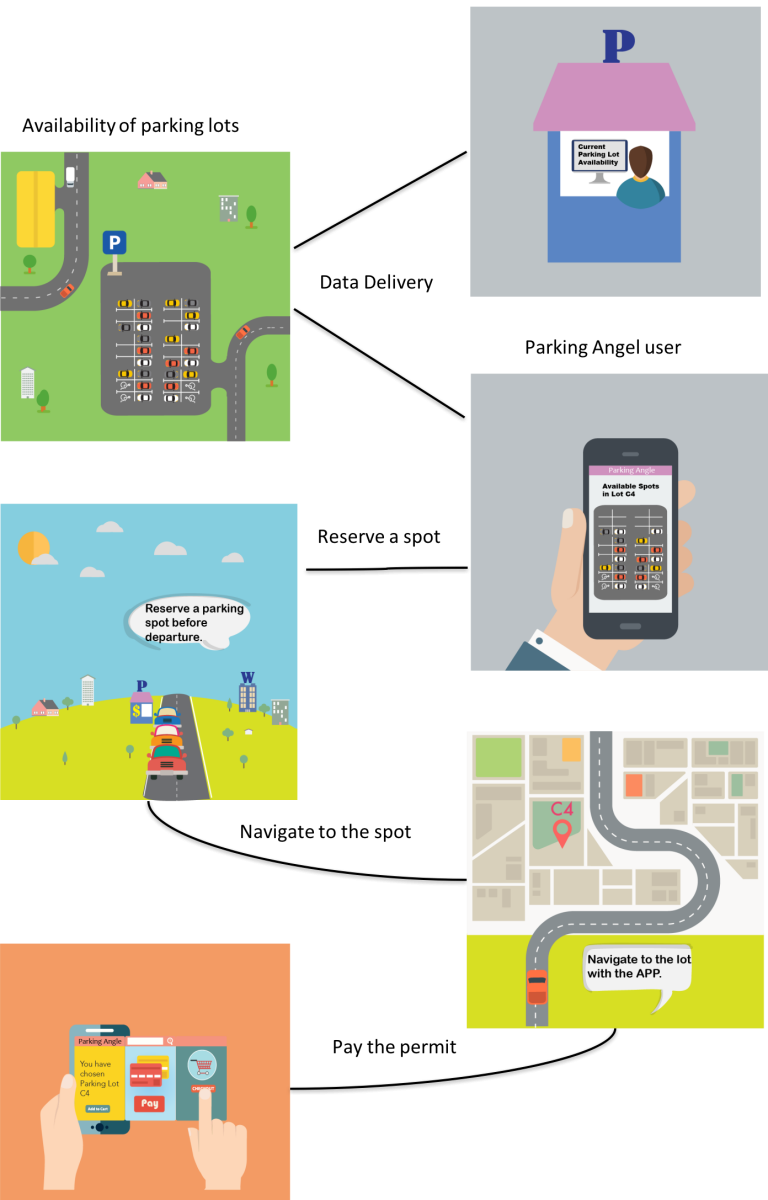 P
Availability of parking lots
Current
Parking Lot
Availability
P
Data Delivery
Parking Angel user
Parking Angle
Available Spots
in Lot C4
Reserve a spot
Reserve a parking
spot before
departure.
P
W
$
Navigate to the spot
C4
Navigate to the lot
with the APP.
Pay the permit
Parking Angle
You have
chosen
Parking Lot
C4
Add to Cart
Pay
CHECKOUT